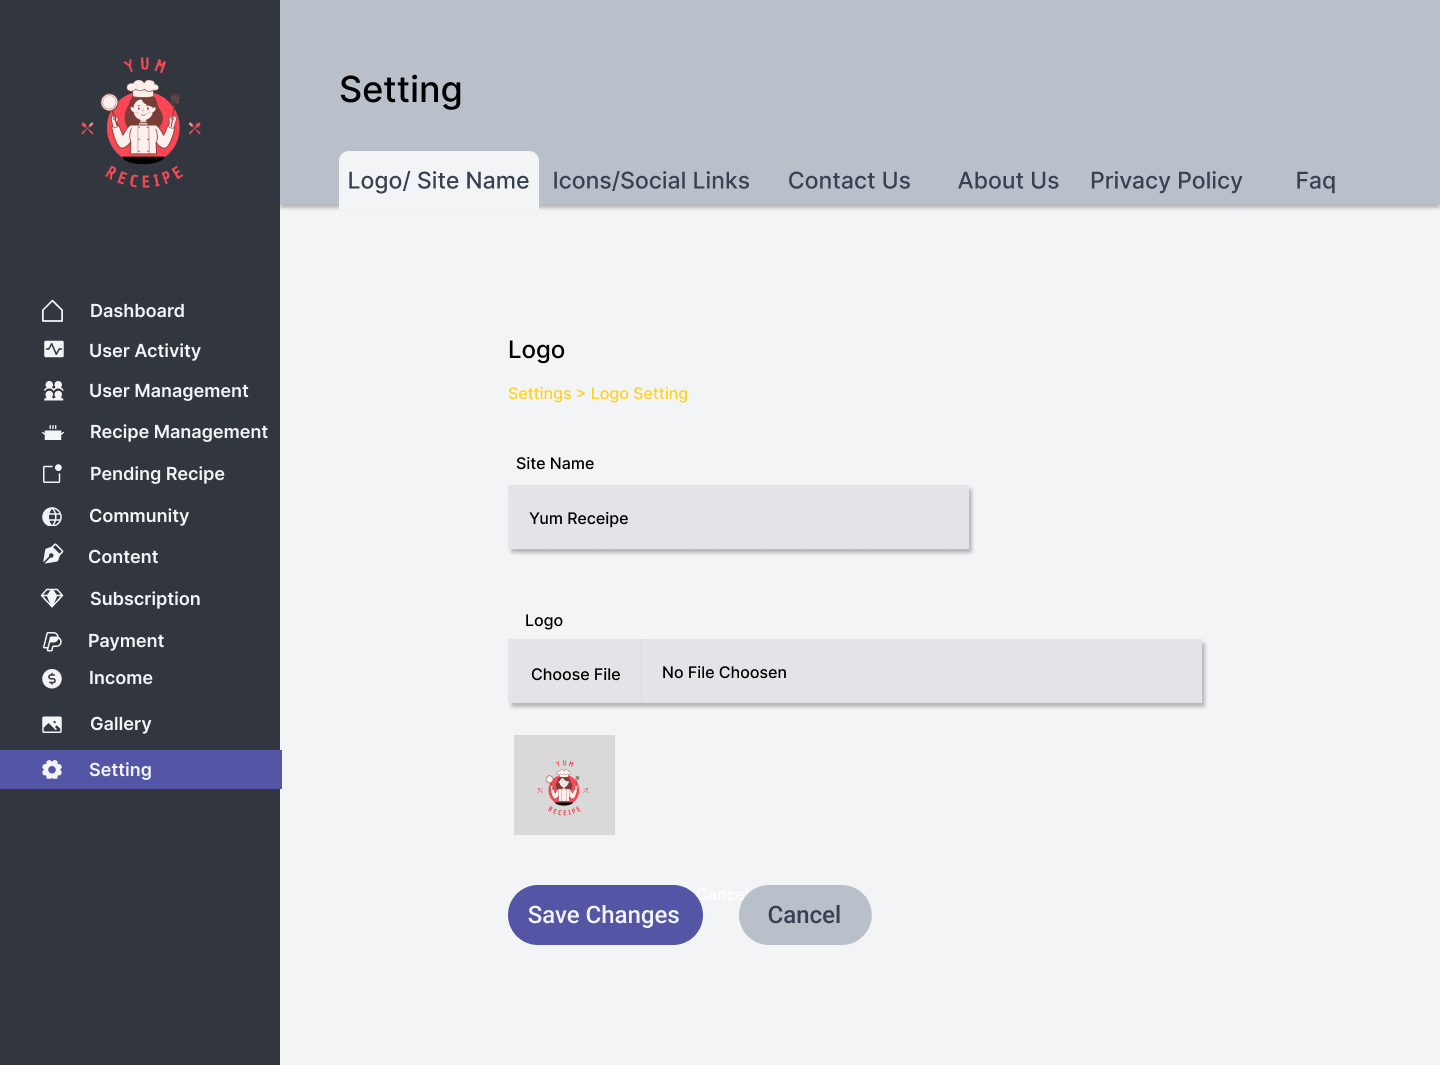 YUM
RECEIPE
Dashboard
User Activity
User Management
Recipe Management
Pending Recipe
Community
Content
Subscription
Payment
Income
Gallery
Setting
Setting
Logo/ Site Name
Icons/Social Links
Contact Us
About Us
Privacy Policy
Faq
Logo
Settings > Logo Setting
Site Name
Yum Receipe
Logo
Choose File
No File Choosen
YUM
RECEIPE
Cancel
Save Changes
Cancel